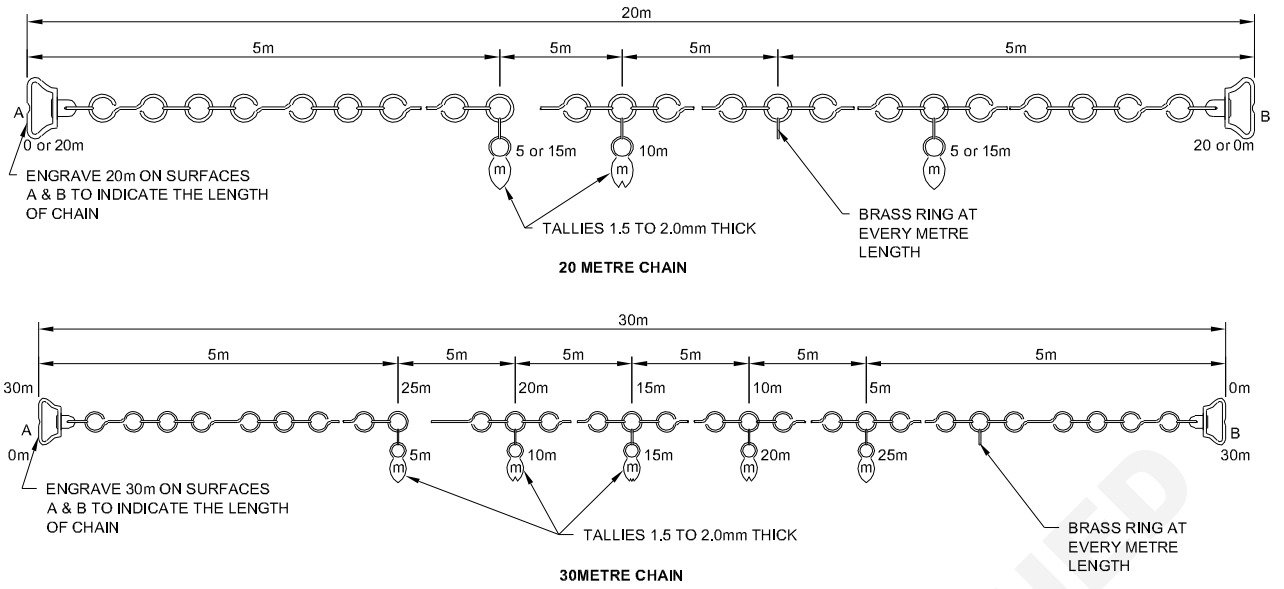 20m
5m 5m 5m 5m
A B
0 or 20m 5 or 15m 10m 5 or 15m 20 or 0m
m m m
ENGRAVE 20m ON SURFACES
A & B TO INDICATE THE LENGTH
OF CHAIN
TALLIES 1.5 TO 2.0mm THICK
BRASS RING AT
EVERY METRE
LENGTH
20 METRE CHAIN
30m
5m 5m 5m 5m 5m 5m
30m 25m 20m 15m 10m 5m 0m
A B
0m 5m 10m 15m 20m 25m 30m
m m m m m
ENGRAVE 30m ON SURFACES
A & B TO INDICATE THE LENGTH
OF CHAIN
TALLIES 1.5 TO 2.0mm THICK
BRASS RING AT
EVERY METRE
LENGTH
30METRE CHAIN